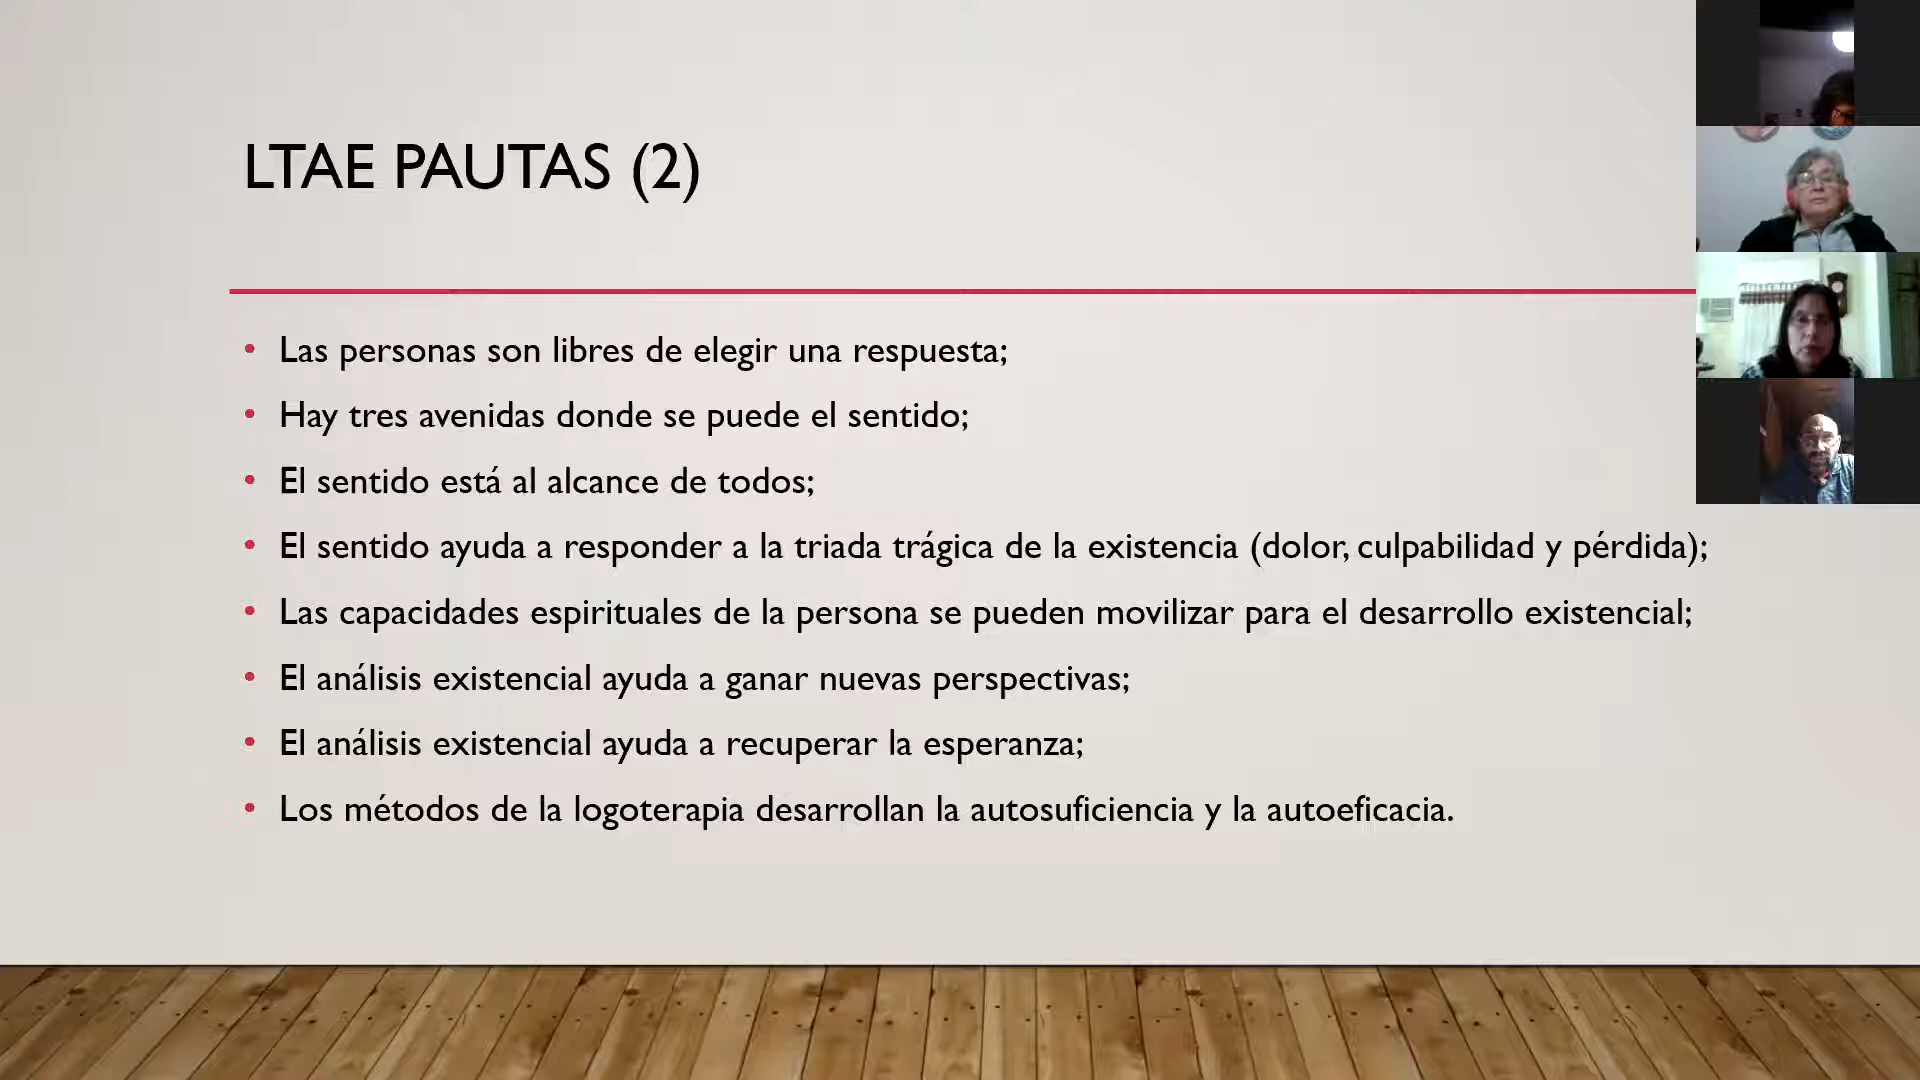 LTAE PAUTAS (2)
• Las personas son libres de elegir una respuesta;
• Hay tres avenidas donde se puede el sentido;
• El sentido está al alcance de todos;
• El sentido ayuda a responder a la triada trágica de la existencia (dolor, culpabilidad y pérdida);
• Las capacidades espirituales de la persona se pueden movilizar para el desarrollo existencial;
• El análisis existencial ayuda a ganar nuevas perspectivas;
• El análisis existencial ayuda a recuperar la esperanza;
• Los métodos de la logoterapia desarrollan la autosuficiencia y la autoeficacia.